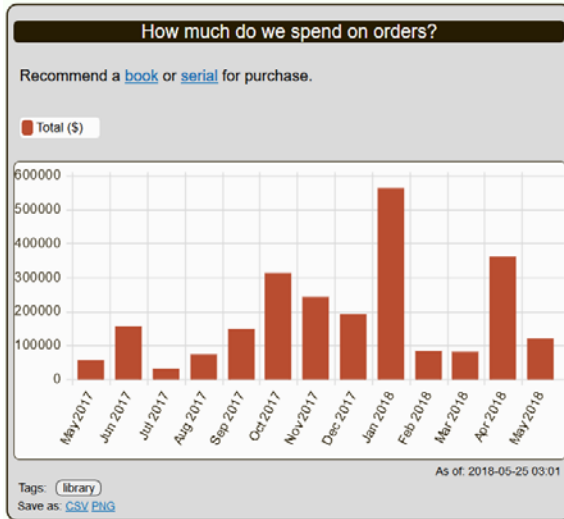 How much do we spend on orders?
Recommend a book or serial for purchase.
Total ($)
600000
500000
400000
300000
200000
100000
0
May 2017
Jun 2017
Jul 2017
Aug 2017
Sep 2017
Oct 2017
Nov 2017
Dec 2017
Jan 2018
Feb 2018
Mar 2018
Apr 2018
May 2018
As of: 2018-05-25 03:01
Tags: library
Save as: CSV PNG